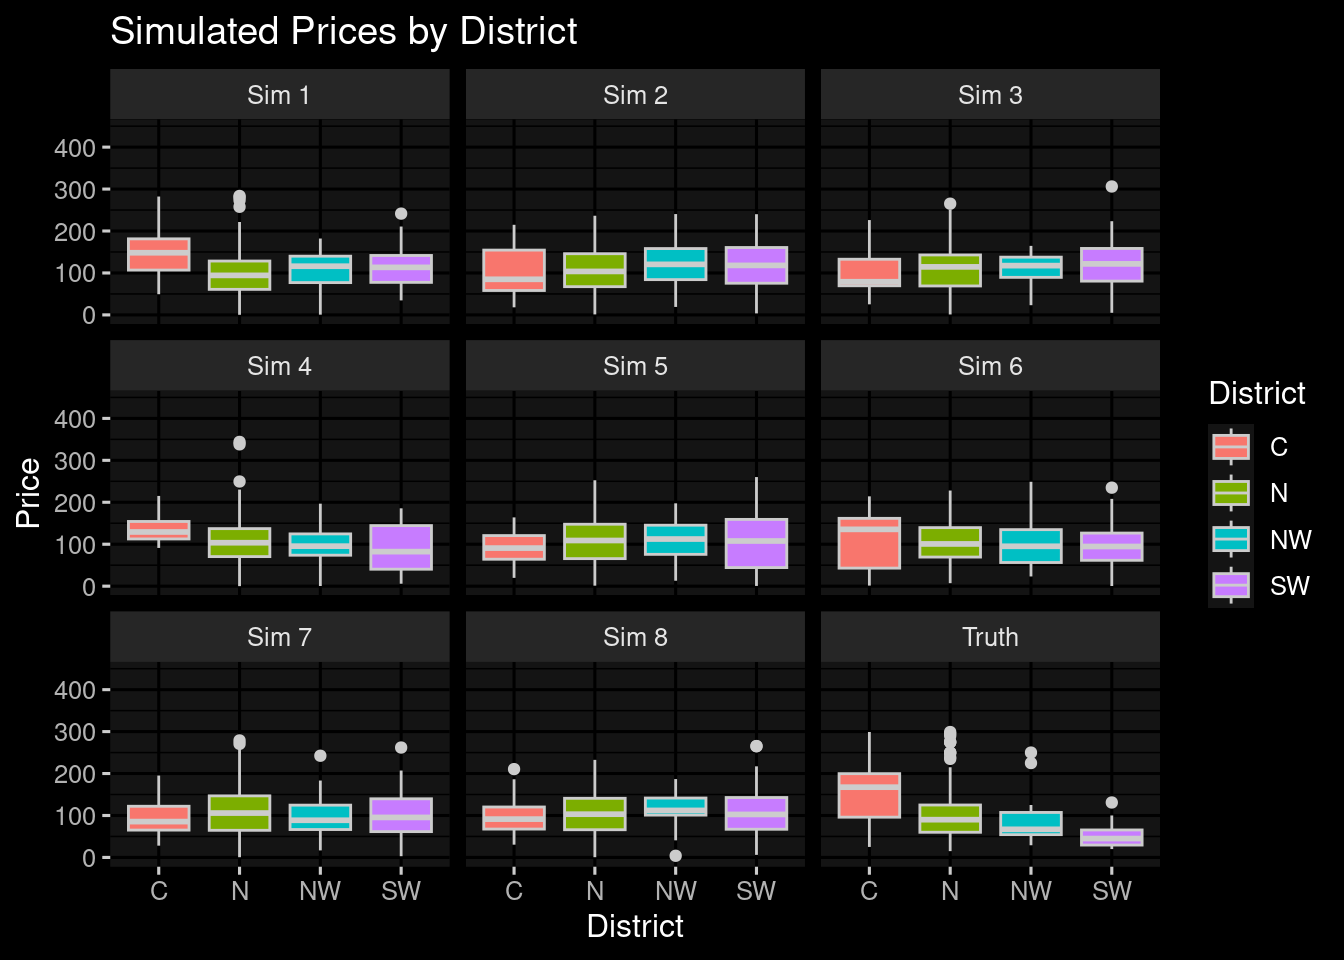 Simulated Prices by District
Sim 1 Sim 2 Sim 3
400
300
200
100
0
Sim 4 Sim 5 Sim 6
400
300
200
100
0
Sim 7 Sim 8 Truth
400
300
200
100
0
C N NW SW C N NW SW C N NW SW
District
Price
District
C
N
NW
SW